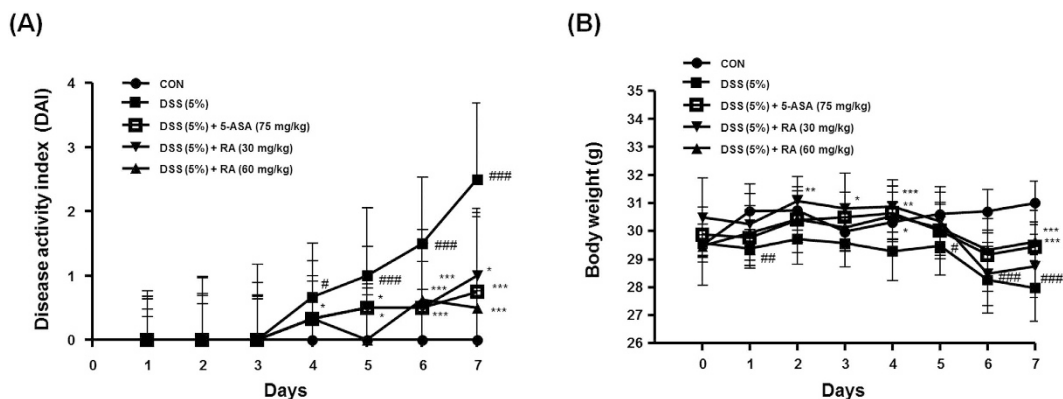 (A)
Disease activity index (DAI)
4
3
2
1
0
CON
DSS (5%)
DSS (5%) + 5-ASA (75 mg/kg)
DSS (5%) + RA (30 mg/kg)
DSS (5%) + RA (60 mg/kg)
###
###
###
#
*
*
*
***
***
***
*
***
***
0 1 2 3 4 5 6 7
Days
(B)
Body weight (g)
35
34
33
32
31
30
29
28
27
26
CON
DSS (5%)
DSS (5%) + 5-ASA (75 mg/kg)
DSS (5%) + RA (30 mg/kg)
DSS (5%) + RA (60 mg/kg)
##
**
*
***
**
*
#
###
***
***
###
0 1 2 3 4 5 6 7
Days